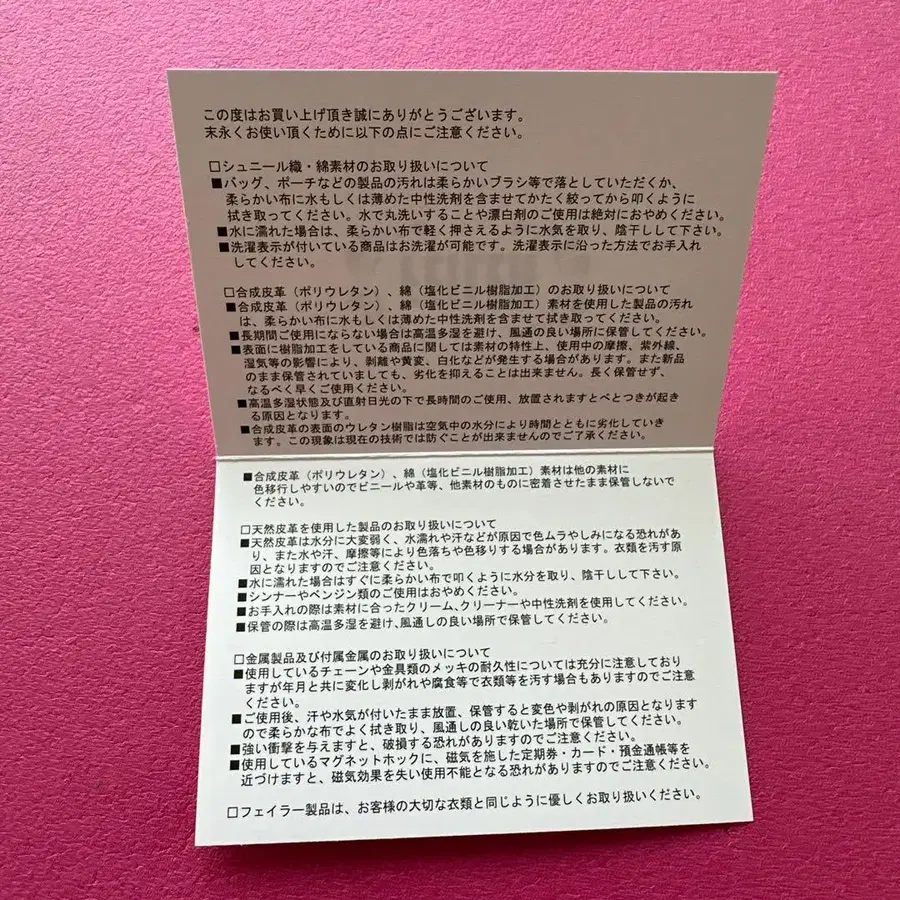 この度はお買い上げ頂き誠にありがとうございます。
末永くお使い頂くために以下の点にご注意ください。
□シュニール織・綿素材のお取り扱いについて
■バッグ、ポーチなどの製品の汚れは柔らかいブラシ等で落としていただくか、
柔らかい布に水もしくは薄めた中性洗剤を含ませてかたく絞ってから叩くように
拭き取ってください。水で丸洗いすることや漂白剤のご使用は絶対におやめください。
■水に濡れた場合は、柔らかい布で軽く押さえるように水気を取り、陰干しして下さい。
■洗濯表示が付いている商品はお洗濯が可能です。洗濯表示に沿った方法でお手入れ
してください。
□合成皮革（ポリウレタン）、綿（塩化ビニル樹脂加工）のお取り扱いについて
■合成皮革（ポリウレタン）、綿（塩化ビニル樹脂加工）素材を使用した製品の汚れ
は、柔らかい布に水もしくは薄めた中性洗剤を含ませて拭き取ってください。
■長期間ご使用にならない場合は高温多湿を避け、風通の良い場所に保管してください。
■表面に樹脂加工をしている商品に関しては素材の特性上、使用中の摩擦、紫外線、
湿気等の影響により、剥離や黄変、白化などが発生する場合があります。また新品
のまま保管されていましても、劣化を抑えることは出来ません。長く保管せず、
なるべく早くご使用ください。
■高温多湿状態及び直射日光の下で長時間のご使用、放置されますとべとつきが起き
る原因となります。
■合成皮革の表面のウレタン樹脂は空気中の水分により時間とともに劣化していき
ます。この現象は現在の技術では防ぐことが出来ませんのでご了承ください。
■合成皮革（ポリウレタン）、綿（塩化ビニル樹脂加工）素材は他の素材に
色移行しやすいのでビニールや革等、他素材のものに密着させたまま保管しないで
ください。
□天然皮革を使用した製品のお取り扱いについて
■天然皮革は水分に大変弱く、水濡れや汗などが原因で色ムラやしみになる恐れがあ
り、また水や汗、摩擦等により色落ちや色移りする場合があります。衣類を汚す原
因となりますのでご注意ください。
■水に濡れた場合はすぐに柔らかい布で叩くように水分を取り、陰干しして下さい。
■シンナーやベンジン類のご使用はおやめください。
■お手入れの際は素材に合ったクリーム、クリーナーや中性洗剤を使用してください。
■保管の際は高温多湿を避け、風通しの良い場所で保管してください。
□金属製品及び付属金属のお取り扱いについて
■使用しているチェーンや金具類のメッキの耐久性については充分に注意しており
ますが年月と共に変化し剥がれや腐食等で衣類等を汚す場合もありますのでご注意
ください。
■ご使用後、汗や水気が付いたまま放置、保管すると変色や剥がれの原因となります
ので柔らかな布でよく拭き取り、風通しの良い乾いた場所で保管してください。
■強い衝撃を与えますと、破損する恐れがありますのでご注意ください。
■使用しているマグネットホックに、磁気を施した定期券・カード・預金通帳等を
近づけますと、磁気効果を失い使用不能となる恐れがありますのでご注意ください。
□フェイラー製品は、お客様の大切な衣類と同じように優しくお取り扱いください。